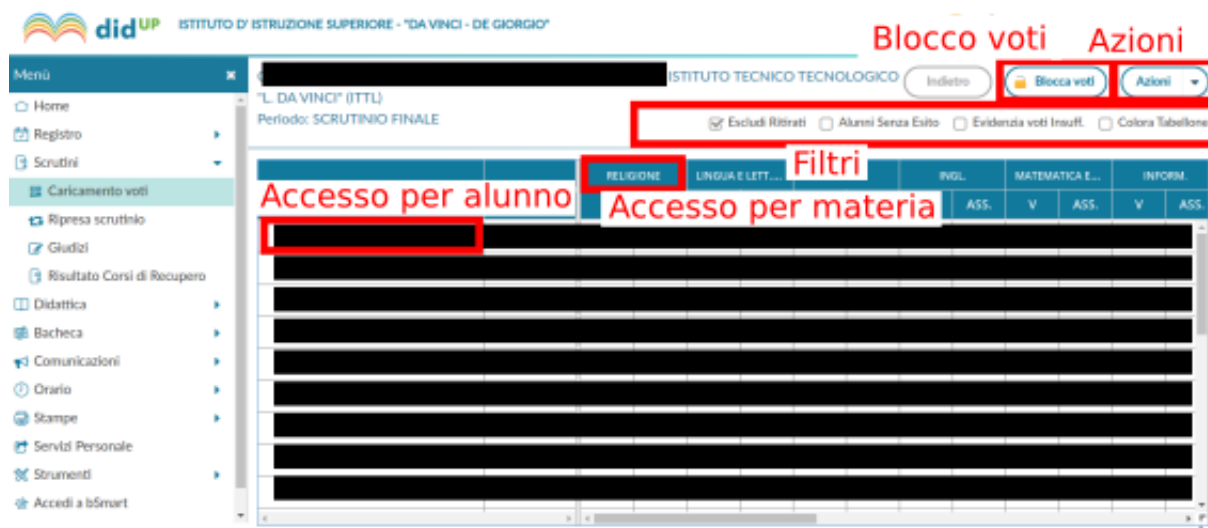 didUP ISTITUTO D' ISTRUZIONE SUPERIORE - "DA VINCI - DE GIORGIO"
Blocco voti Azioni
Menù
ISTITUTO TECNICO TECNOLOGICO Indietro Blocca voti Azioni
"L. DA VINCI" (ITTL)
Periodo: SCRUTINIO FINALE
Escludi Ritirati Alunni Senza Esito Evidenzia voti Insuff. Colora Tabellone
Home
Registro
Scrutini
Caricamento voti
Ripresa scrutinio
Giudizi
Risultato Corsi di Recupero
Didattica
Bacheca
Comunicazioni
Orario
Stampe
Servizi Personale
Strumenti
Accedi a bSmart
Filtri
RELIGIONE LINGUA E LETT.... INGL. MATEMATICA E... INFORM.
Accesso per alunno Accesso per materia
ASS. V ASS. V ASS.